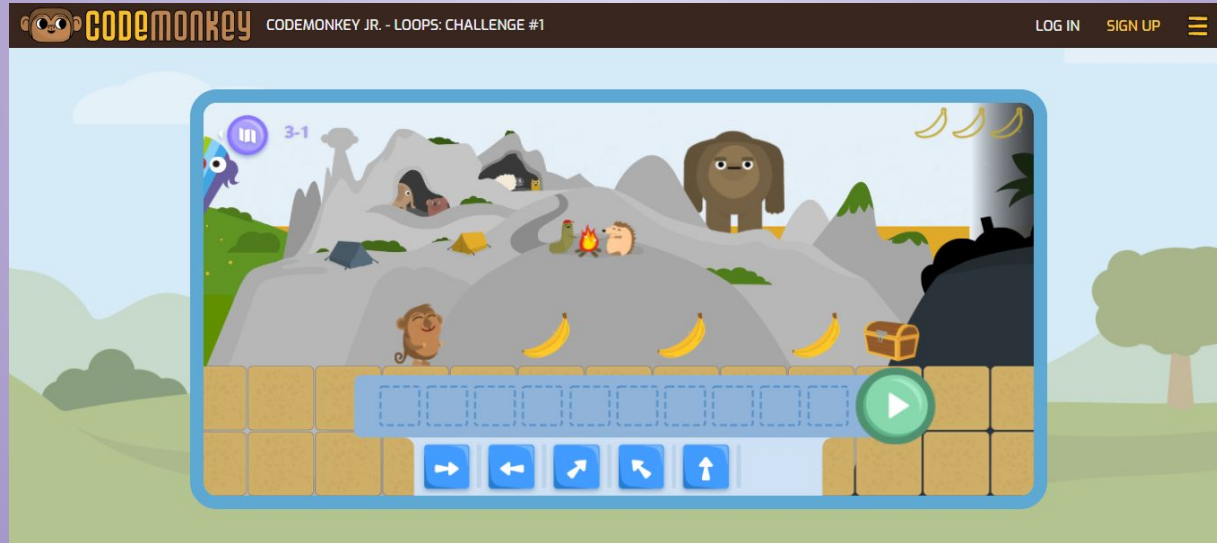 CODEMONKEY CODEMONKEY JR. - LOOPS: CHALLENGE #1 LOG IN SIGN UP
3-1